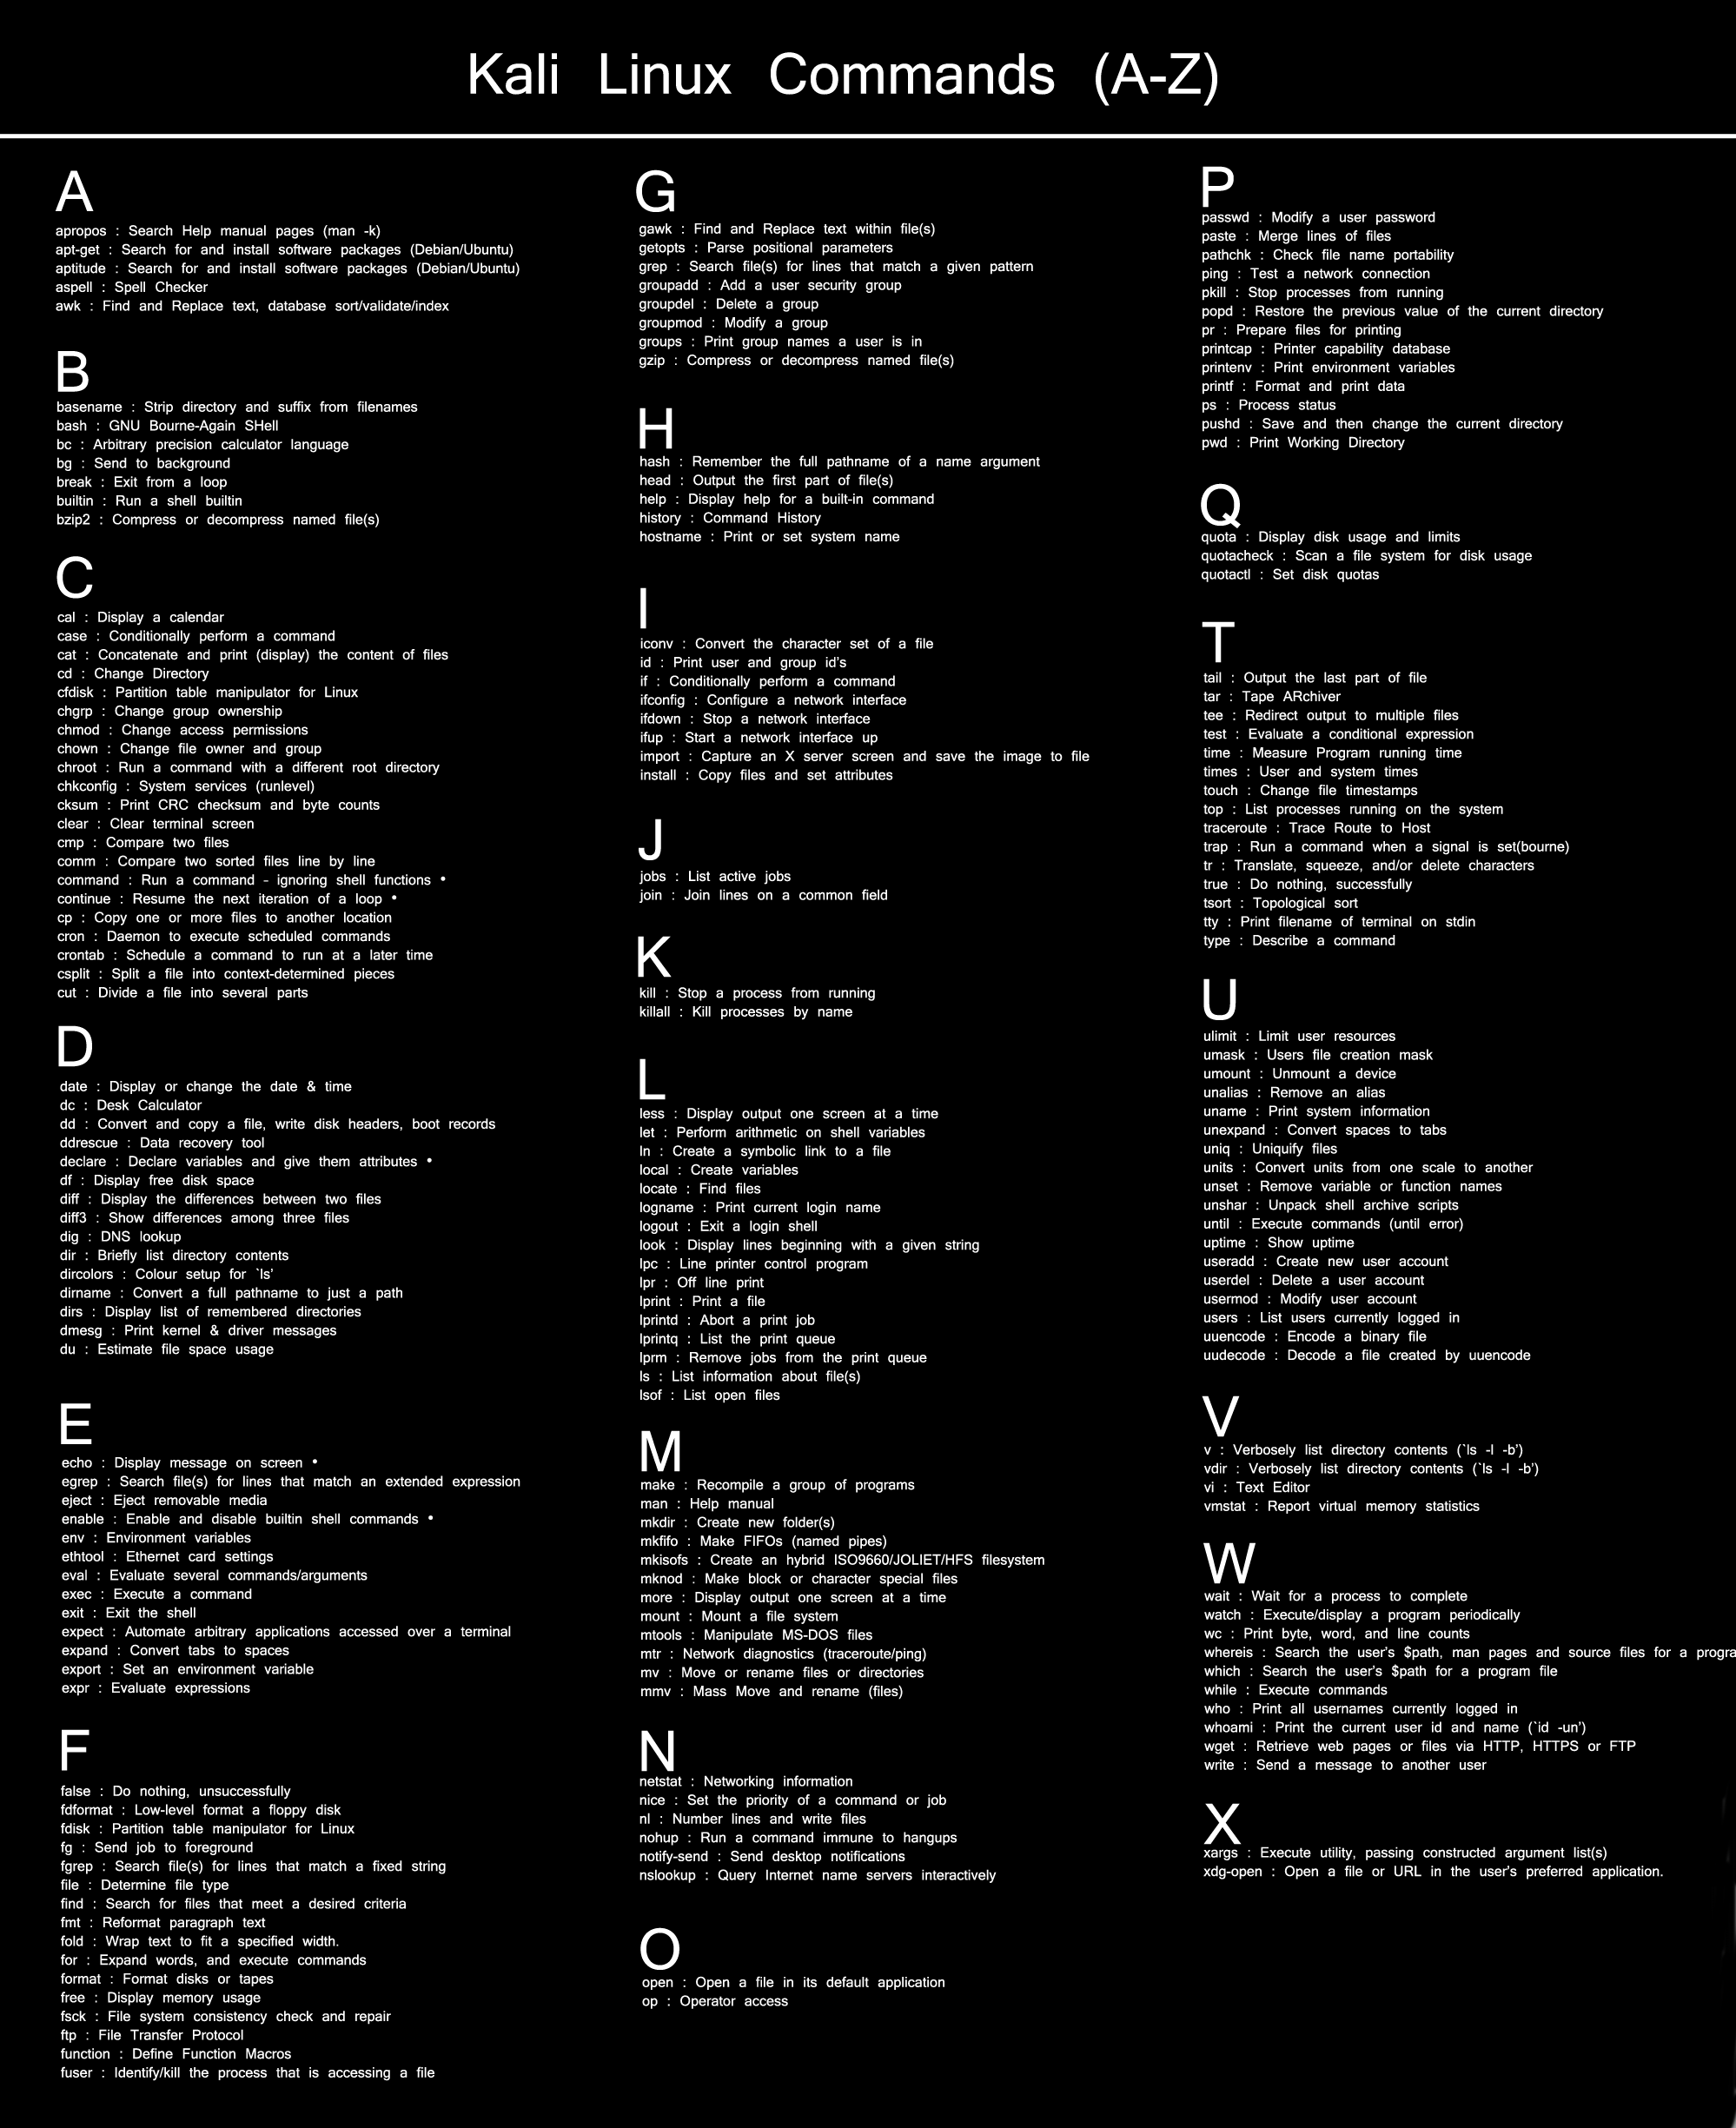 Kali Linux Commands (A-Z)
A
apropos : Search Help manual pages (man -k)
apt-get : Search for and install software packages (Debian/Ubuntu)
aptitude : Search for and install software packages (Debian/Ubuntu)
aspell : Spell Checker
awk : Find and Replace text, database sort/validate/index
B
basename : Strip directory and suffix from filenames
bash : GNU Bourne-Again SHell
bc : Arbitrary precision calculator language
bg : Send to background
break : Exit from a loop
builtin : Run a shell builtin
bzip2 : Compress or decompress named file(s)
C
cal : Display a calendar
case : Conditionally perform a command
cat : Concatenate and print (display) the content of files
cd : Change Directory
cfdisk : Partition table manipulator for Linux
chgrp : Change group ownership
chmod : Change access permissions
chown : Change file owner and group
chroot : Run a command with a different root directory
chkconfig : System services (runlevel)
cksum : Print CRC checksum and byte counts
clear : Clear terminal screen
cmp : Compare two files
comm : Compare two sorted files line by line
command : Run a command - ignoring shell functions •
continue : Resume the next iteration of a loop •
cp : Copy one or more files to another location
cron : Daemon to execute scheduled commands
crontab : Schedule a command to run at a later time
csplit : Split a file into context-determined pieces
cut : Divide a file into several parts
D
date : Display or change the date & time
dc : Desk Calculator
dd : Convert and copy a file, write disk headers, boot records
ddrescue : Data recovery tool
declare : Declare variables and give them attributes •
df : Display free disk space
diff : Display the differences between two files
diff3 : Show differences among three files
dig : DNS lookup
dir : Briefly list directory contents
dircolors : Colour setup for `ls’
dirname : Convert a full pathname to just a path
dirs : Display list of remembered directories
dmesg : Print kernel & driver messages
du : Estimate file space usage
E
echo : Display message on screen •
egrep : Search file(s) for lines that match an extended expression
eject : Eject removable media
enable : Enable and disable builtin shell commands •
env : Environment variables
ethtool : Ethernet card settings
eval : Evaluate several commands/arguments
exec : Execute a command
exit : Exit the shell
expect : Automate arbitrary applications accessed over a terminal
expand : Convert tabs to spaces
export : Set an environment variable
expr : Evaluate expressions
F
false : Do nothing, unsuccessfully
fdformat : Low-level format a floppy disk
fdisk : Partition table manipulator for Linux
fg : Send job to foreground
fgrep : Search file(s) for lines that match a fixed string
file : Determine file type
find : Search for files that meet a desired criteria
fmt : Reformat paragraph text
fold : Wrap text to fit a specified width.
for : Expand words, and execute commands
format : Format disks or tapes
free : Display memory usage
fsck : File system consistency check and repair
ftp : File Transfer Protocol
function : Define Function Macros
fuser : Identify/kill the process that is accessing a file
G
gawk : Find and Replace text within file(s)
getopts : Parse positional parameters
grep : Search file(s) for lines that match a given pattern
groupadd : Add a user security group
groupdel : Delete a group
groupmod : Modify a group
groups : Print group names a user is in
gzip : Compress or decompress named file(s)
H
hash : Remember the full pathname of a name argument
head : Output the first part of file(s)
help : Display help for a built-in command
history : Command History
hostname : Print or set system name
I
iconv : Convert the character set of a file
id : Print user and group id’s
if : Conditionally perform a command
ifconfig : Configure a network interface
ifdown : Stop a network interface
ifup : Start a network interface up
import : Capture an X server screen and save the image to file
install : Copy files and set attributes
J
jobs : List active jobs
join : Join lines on a common field
K
kill : Stop a process from running
killall : Kill processes by name
L
less : Display output one screen at a time
let : Perform arithmetic on shell variables
ln : Create a symbolic link to a file
local : Create variables
locate : Find files
logname : Print current login name
logout : Exit a login shell
look : Display lines beginning with a given string
lpc : Line printer control program
lpr : Off line print
lprint : Print a file
lprintd : Abort a print job
lprintq : List the print queue
lprm : Remove jobs from the print queue
ls : List information about file(s)
lsof : List open files
M
make : Recompile a group of programs
man : Help manual
mkdir : Create new folder(s)
mkfifo : Make FIFOs (named pipes)
mkisofs : Create an hybrid ISO9660/JOLIET/HFS filesystem
mknod : Make block or character special files
more : Display output one screen at a time
mount : Mount a file system
mtools : Manipulate MS-DOS files
mtr : Network diagnostics (traceroute/ping)
mv : Move or rename files or directories
mmv : Mass Move and rename (files)
N
netstat : Networking information
nice : Set the priority of a command or job
nl : Number lines and write files
nohup : Run a command immune to hangups
notify-send : Send desktop notifications
nslookup : Query Internet name servers interactively
O
open : Open a file in its default application
op : Operator access
P
passwd : Modify a user password
paste : Merge lines of files
pathchk : Check file name portability
ping : Test a network connection
pkill : Stop processes from running
popd : Restore the previous value of the current directory
pr : Prepare files for printing
printcap : Printer capability database
printenv : Print environment variables
printf : Format and print data
ps : Process status
pushd : Save and then change the current directory
pwd : Print Working Directory
Q
quota : Display disk usage and limits
quotacheck : Scan a file system for disk usage
quotactl : Set disk quotas
T
tail : Output the last part of file
tar : Tape ARchiver
tee : Redirect output to multiple files
test : Evaluate a conditional expression
time : Measure Program running time
times : User and system times
touch : Change file timestamps
top : List processes running on the system
traceroute : Trace Route to Host
trap : Run a command when a signal is set(bourne)
tr : Translate, squeeze, and/or delete characters
true : Do nothing, successfully
tsort : Topological sort
tty : Print filename of terminal on stdin
type : Describe a command
U
ulimit : Limit user resources
umask : Users file creation mask
umount : Unmount a device
unalias : Remove an alias
uname : Print system information
unexpand : Convert spaces to tabs
uniq : Uniquify files
units : Convert units from one scale to another
unset : Remove variable or function names
unshar : Unpack shell archive scripts
until : Execute commands (until error)
uptime : Show uptime
useradd : Create new user account
userdel : Delete a user account
usermod : Modify user account
users : List users currently logged in
uuencode : Encode a binary file
uudecode : Decode a file created by uuencode
V
v : Verbosely list directory contents (`ls -l -b’)
vdir : Verbosely list directory contents (`ls -l -b’)
vi : Text Editor
vmstat : Report virtual memory statistics
W
wait : Wait for a process to complete
watch : Execute/display a program periodically
wc : Print byte, word, and line counts
whereis : Search the user’s $path, man pages and source files for a progra
which : Search the user’s $path for a program file
while : Execute commands
who : Print all usernames currently logged in
whoami : Print the current user id and name (`id -un’)
wget : Retrieve web pages or files via HTTP, HTTPS or FTP
write : Send a message to another user
X
xargs : Execute utility, passing constructed argument list(s)
xdg-open : Open a file or URL in the user’s preferred application.